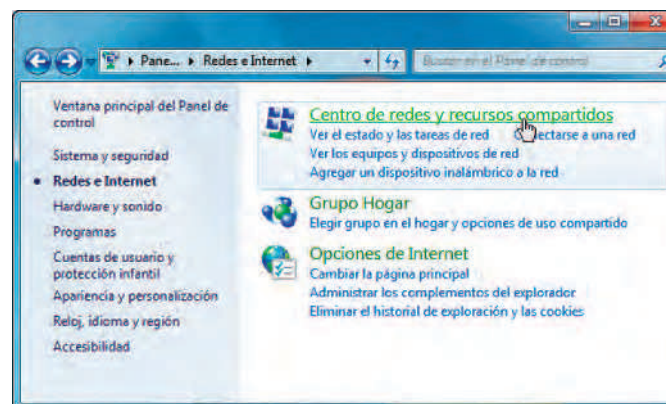 Pane... Redes e Internet
Buscar en el Panel de control
Ventana principal del Panel de
control
Sistema y seguridad
Redes e Internet
Hardware y sonido
Programas
Cuentas de usuario y
protección infantil
Apariencia y personalización
Reloj, idioma y región
Accesibilidad
Centro de redes y recursos compartidos
Ver el estado y las tareas de red ectarse a una red
Ver los equipos y dispositivos de red
Agregar un dispositivo inalámbrico a la red
Grupo Hogar
Elegir grupo en el hogar y opciones de uso compartido
Opciones de Internet
Cambiar la página principal
Administrar los complementos del explorador
Eliminar el historial de exploración y las cookies